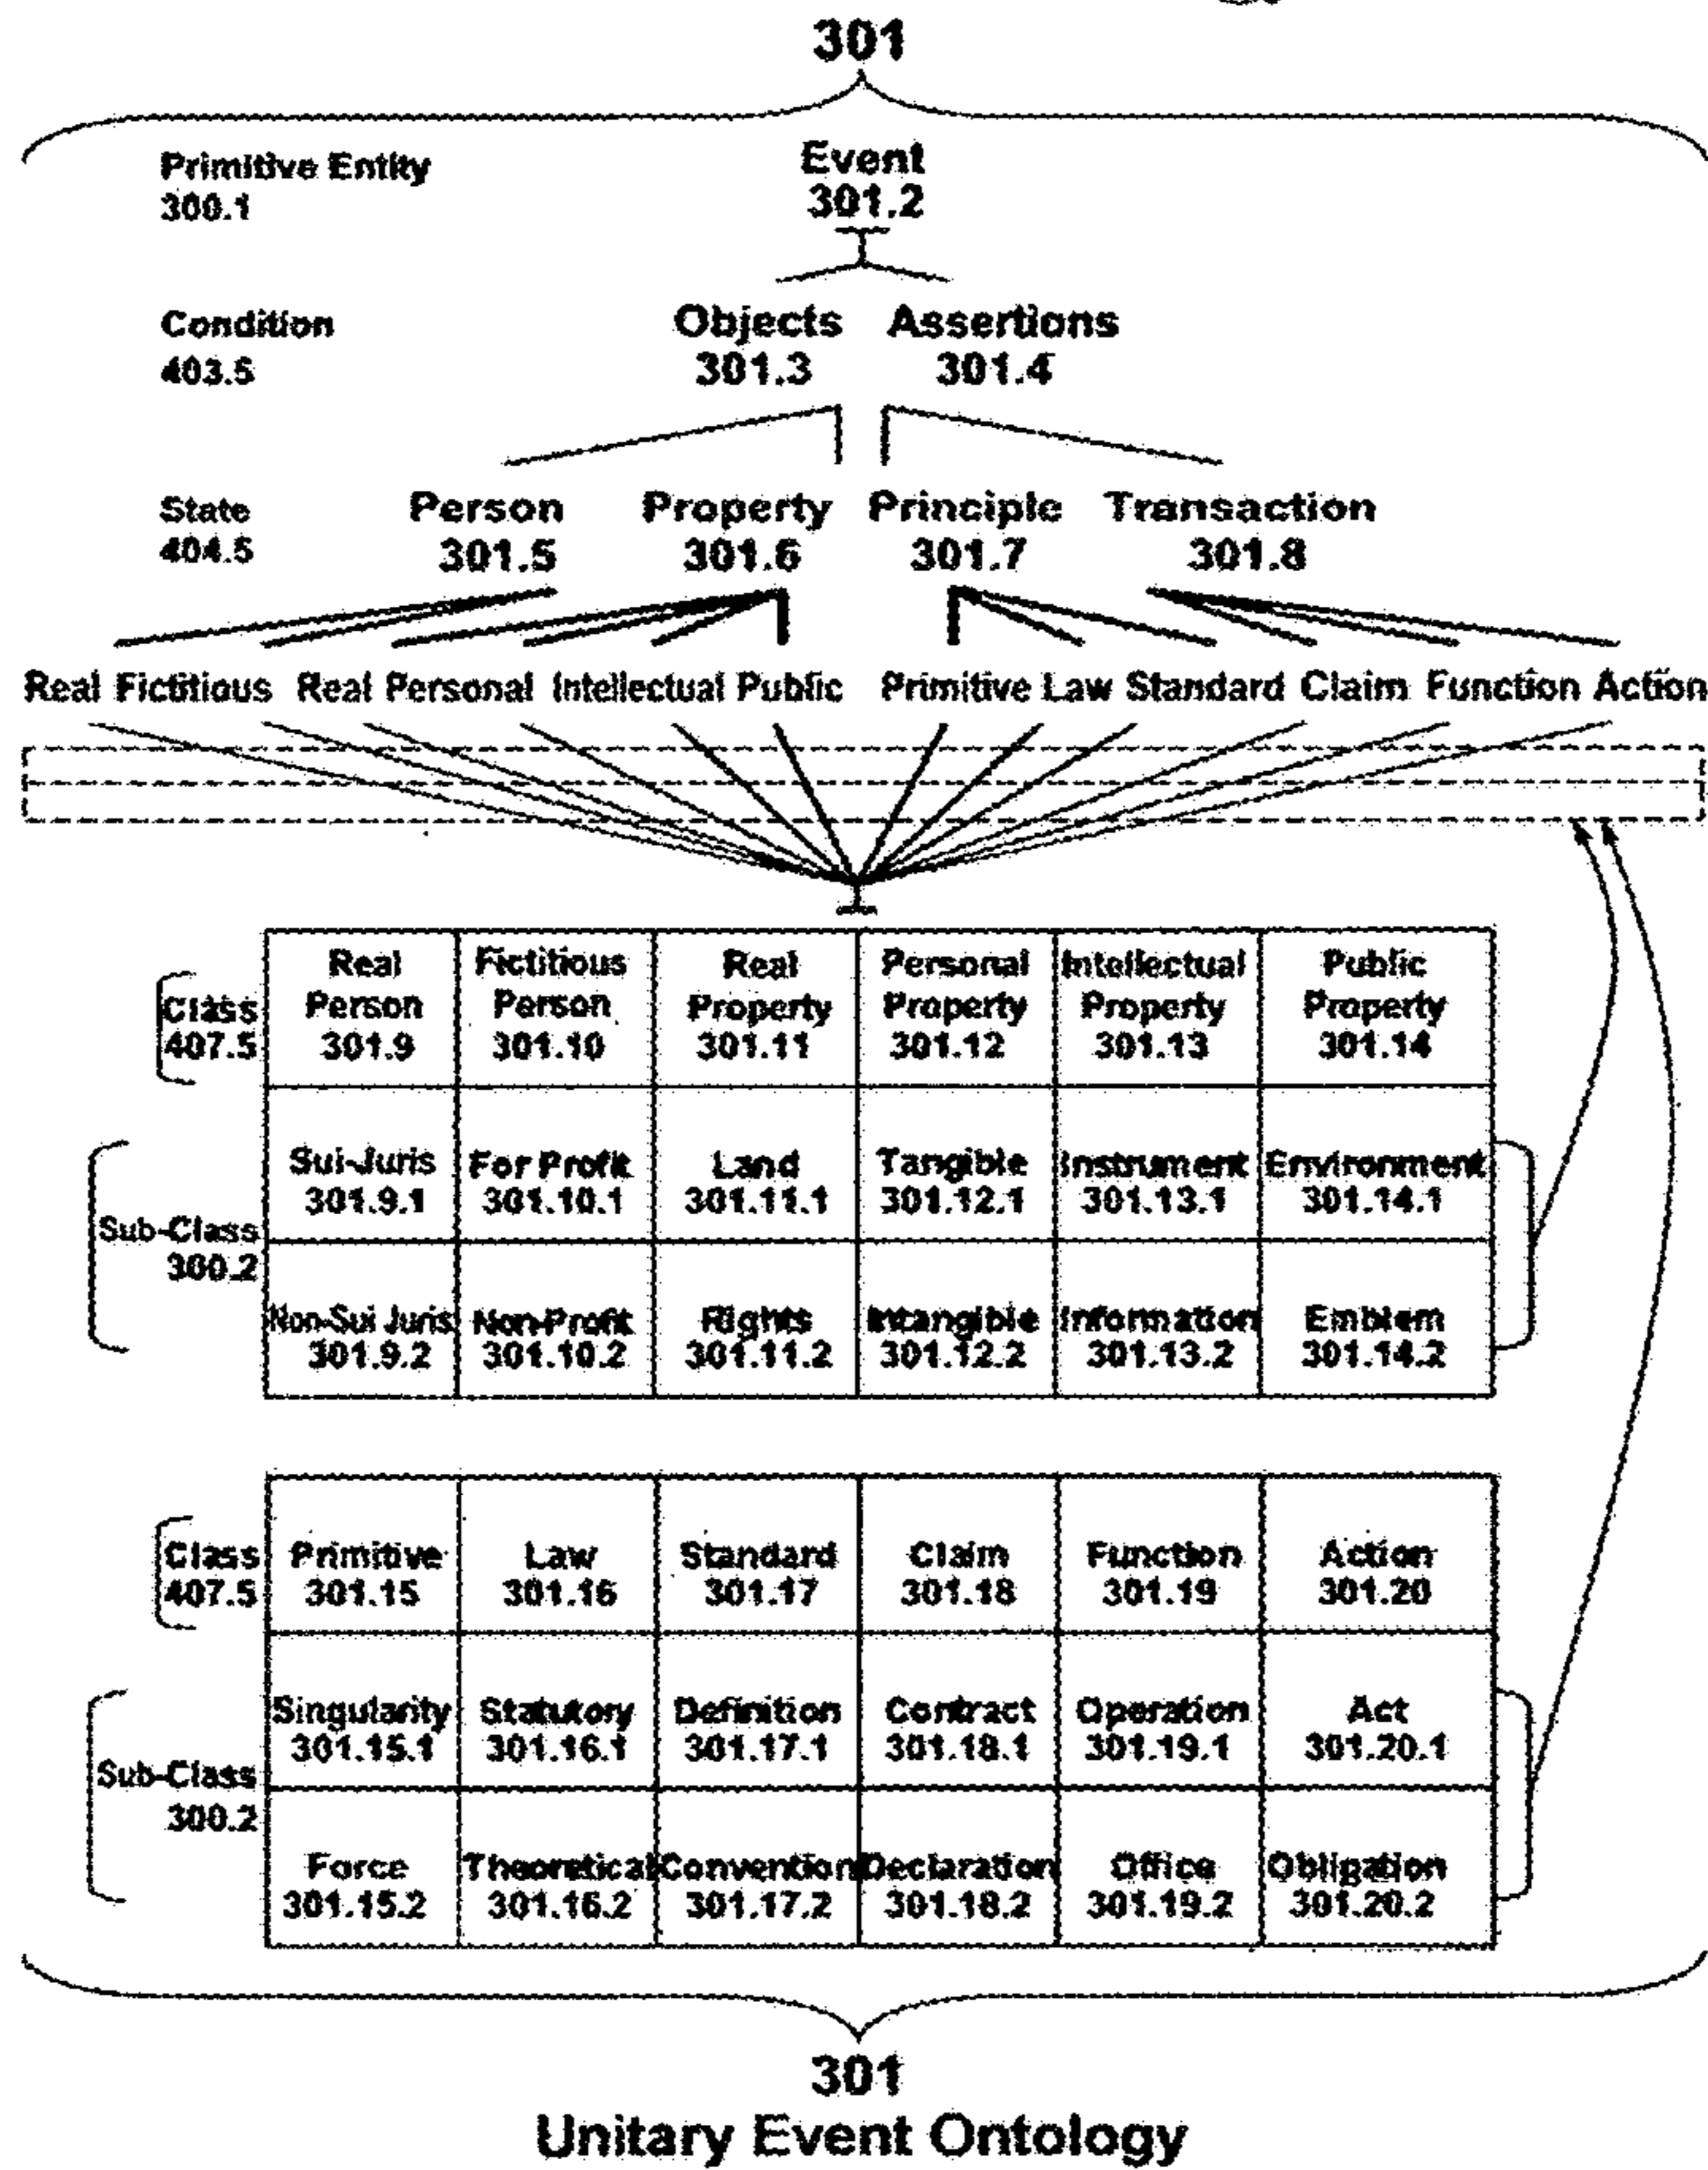 301
Primitive Entity
300.1
Event
301.2
Condition
403.5
Objects Assertions
301.3 301.4
State
404.5
Person Property Principle Transaction
301.5 301.6 301.7 301.8
Real Fictitious Real Personal Intellectual Public Primitive Law Standard Claim Function Action
Class
407.5
Real Fictitious Real Personal Intellectual Public
Person Person Property Property Property Property
301.9 301.10 301.11 301.12 301.13 301.14
Sub-Class
300.2
Sui-Juris For Profit Land Tangible Instrument Environment
301.9.1 301.10.1 301.11.1 301.12.1 301.13.1 301.14.1
Non-Sui Juris Non-Profit Rights Intangible Information Emblem
301.9.2 301.10.2 301.11.2 301.12.2 301.13.2 301.14.2
Class
407.5
Primitive Law Standard Claim Function Action
301.15 301.16 301.17 301.18 301.19 301.20
Sub-Class
300.2
Singularity Statutory Definition Contract Operation Act
301.15.1 301.16.1 301.17.1 301.18.1 301.19.1 301.20.1
Force Theoretical Convention Declaration Office Obligation
301.15.2 301.16.2 301.17.2 301.18.2 301.19.2 301.20.2
301
Unitary Event Ontology